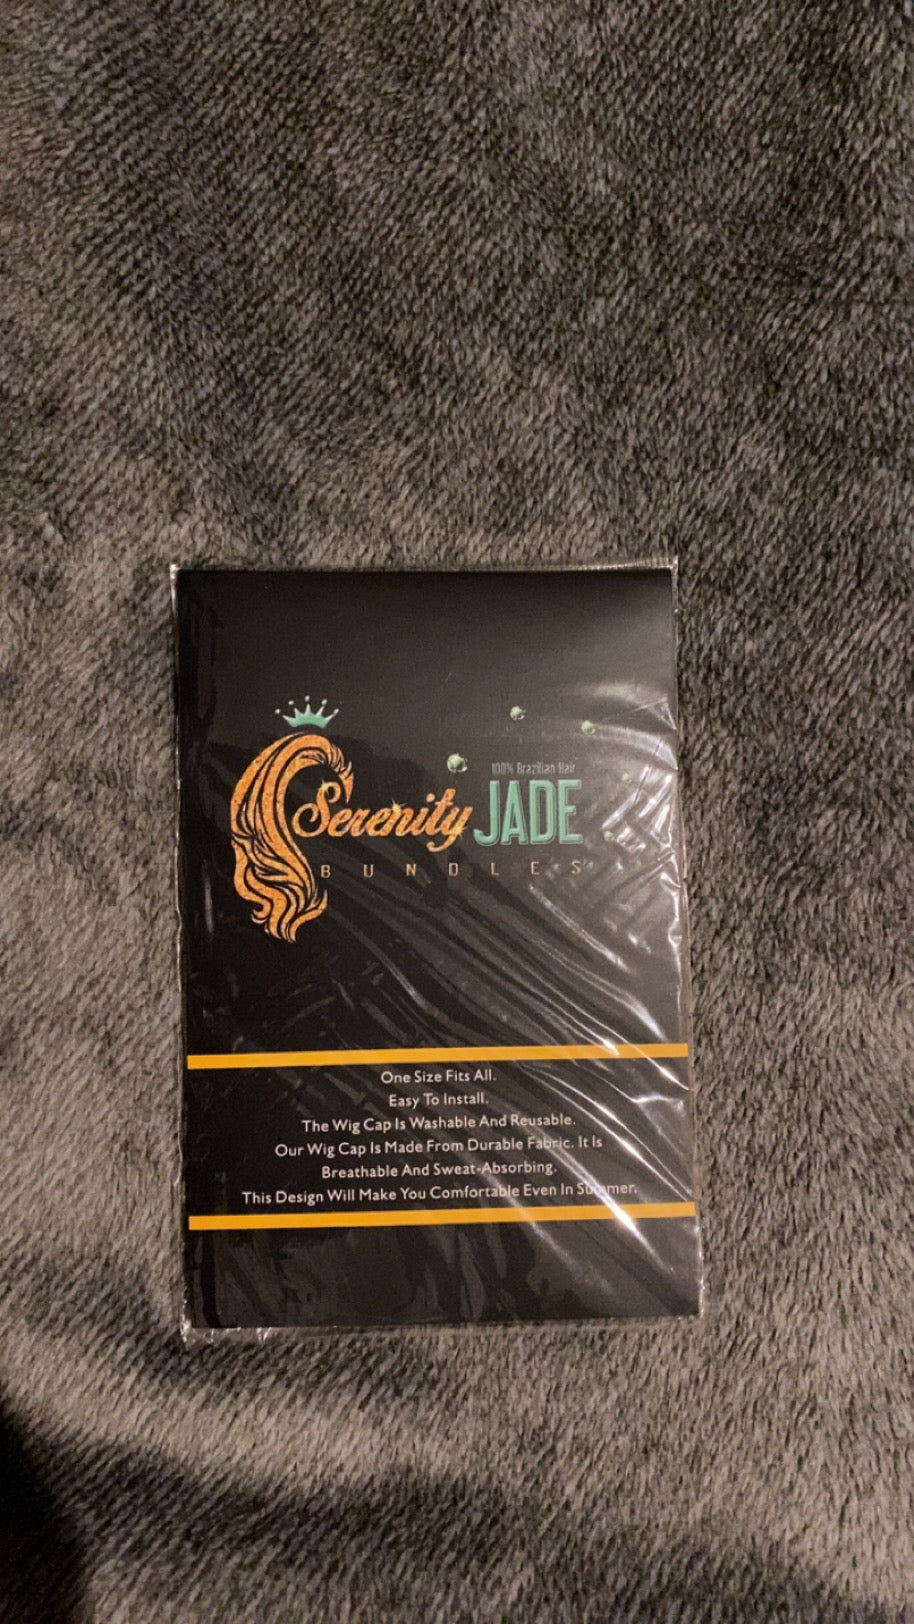 100% Brazilian Hair
Serenity JADE
BUNDLES
One Size Fits All.
Easy To Install.
The Wig Cap Is Washable And Reusable.
Our Wig Cap Is Made From Durable Fabric. It Is
Breathable And Sweat-Absorbing.
This Design Will Make You Comfortable Even In Summer.